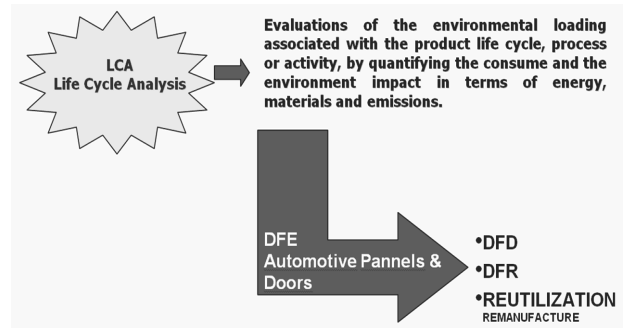 LCA
Life Cycle Analysis
Evaluations of the environmental loading
associated with the product life cycle, process
or activity, by quantifying the consume and the
environment impact in terms of energy,
materials and emissions.
DFE
Automotive Pannels &
Doors
•DFD
•DFR
•REUTILIZATION
REMANUFACTURE